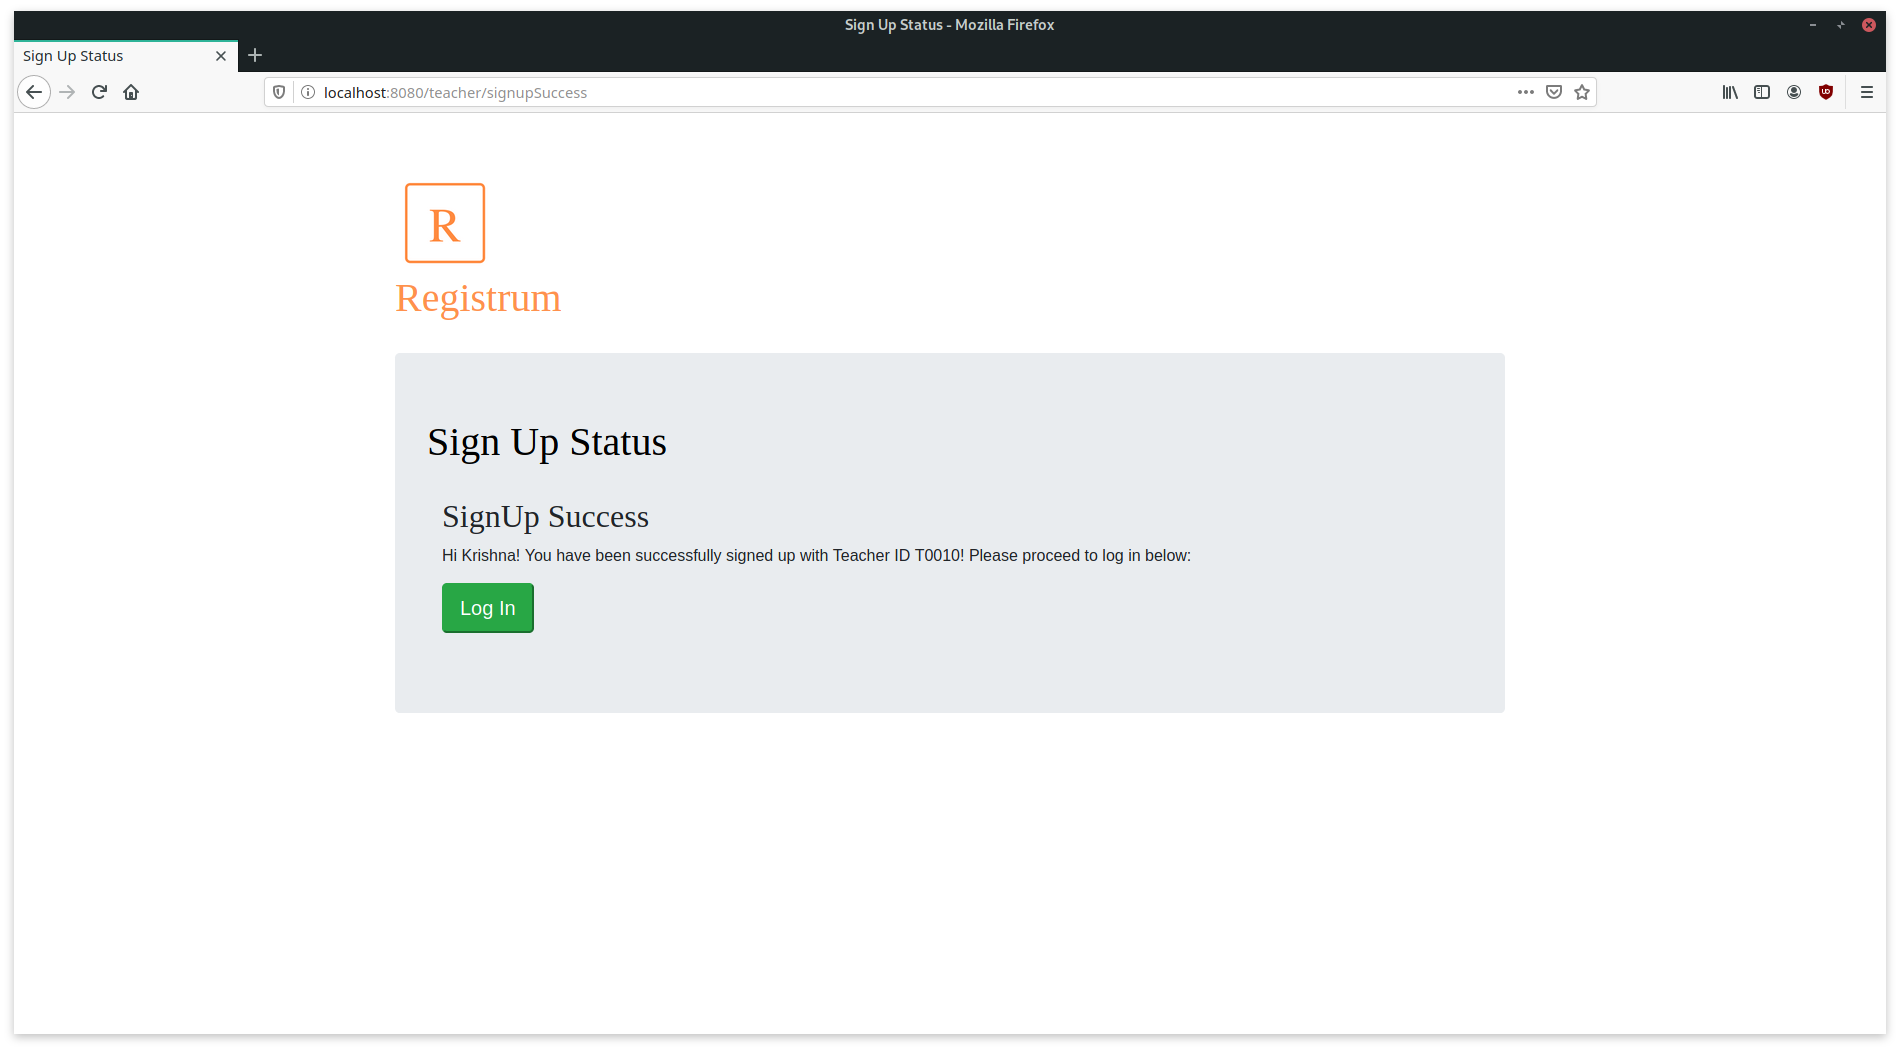 Sign Up Status - Mozilla Firefox
Sign Up Status
localhost:8080/teacher/signupSuccess
R
Registrum
Sign Up Status
SignUp Success
Hi Krishna! You have been successfully signed up with Teacher ID T0010! Please proceed to log in below:
Log In